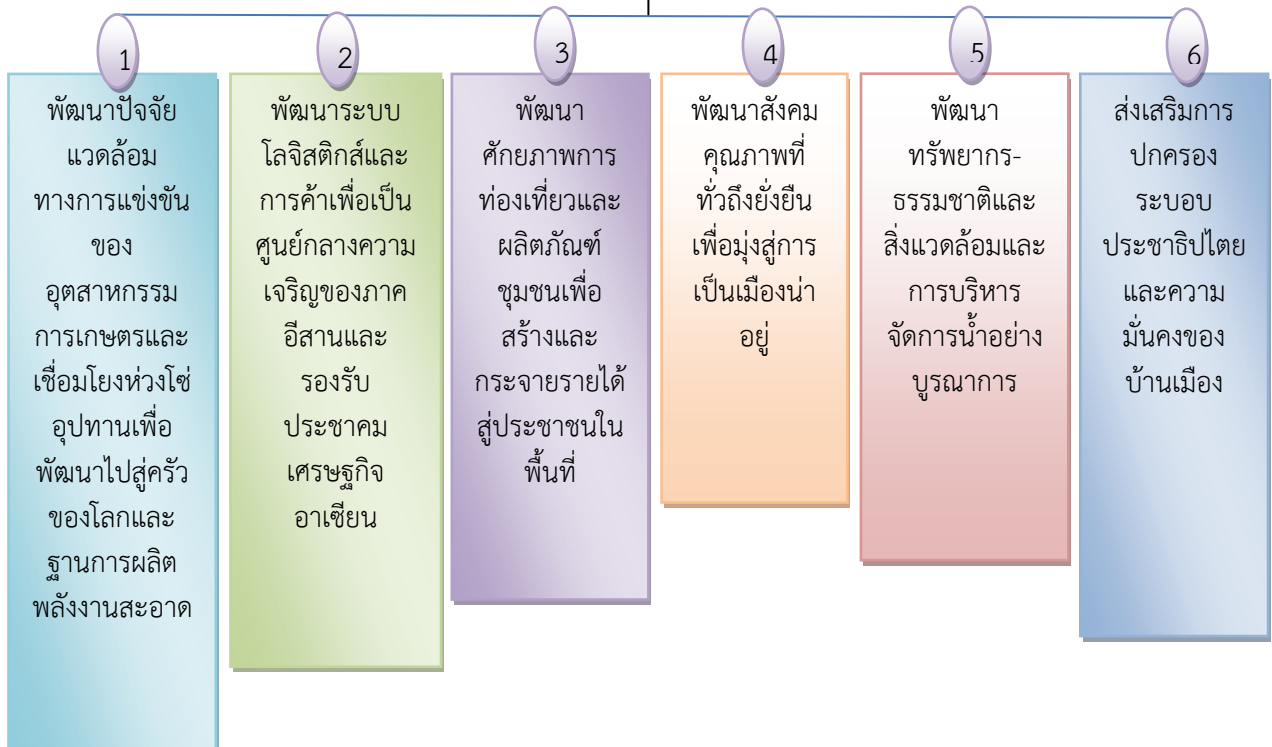 1
พัฒนาปัจจัย
แวดล้อม
ทางการแข่งขัน
ของ
อุตสาหกรรม
การเกษตรและ
เชื่อมโยงห่วงโซ่
อุปทานเพื่อ
พัฒนาไปสู่ครัว
ของโลกและ
ฐานการผลิต
พลังงานสะอาด
2
พัฒนาระบบ
โลจิสติกส์และ
การค้าเพื่อเป็น
ศูนย์กลางความ
เจริญของภาค
อีสานและ
รองรับ
ประชาคม
เศรษฐกิจ
อาเซียน
3
พัฒนา
ศักยภาพการ
ท่องเที่ยวและ
ผลิตภัณฑ์
ชุมชนเพื่อ
สร้างและ
กระจายรายได้
สู่ประชาชนใน
พื้นที่
4
พัฒนาสังคม
คุณภาพที่
ทั่วถึงยั่งยืน
เพื่อมุ่งสู่การ
เป็นเมืองน่า
อยู่
5
พัฒนา
ทรัพยากร-
ธรรมชาติและ
สิ่งแวดล้อมและ
การบริหาร
จัดการน้ำอย่าง
บูรณาการ
6
ส่งเสริมการ
ปกครอง
ระบอบ
ประชาธิปไตย
และความ
มั่นคงของ
บ้านเมือง